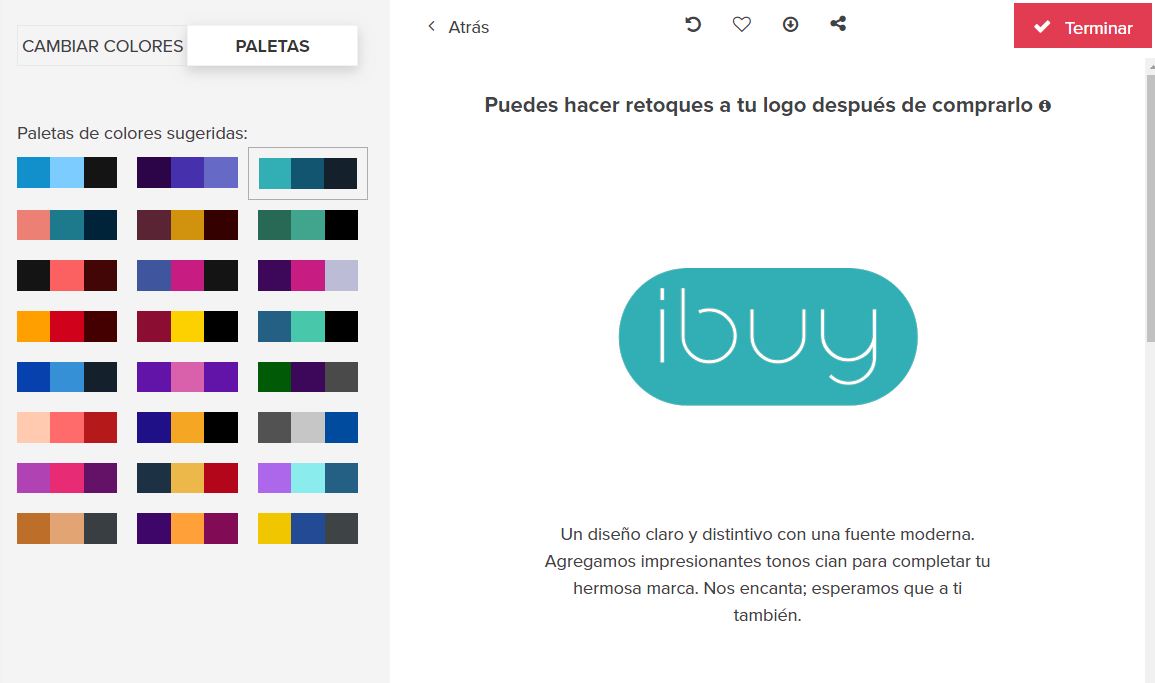 CAMBIAR COLORES
PALETAS
Paletas de colores sugeridas:
Atrás
Terminar
Puedes hacer retoques a tu logo después de comprarlo
ibuy
Un diseño claro y distintivo con una fuente moderna.
Agregamos impresionantes tonos cian para completar tu
hermosa marca. Nos encanta; esperamos que a ti
también.